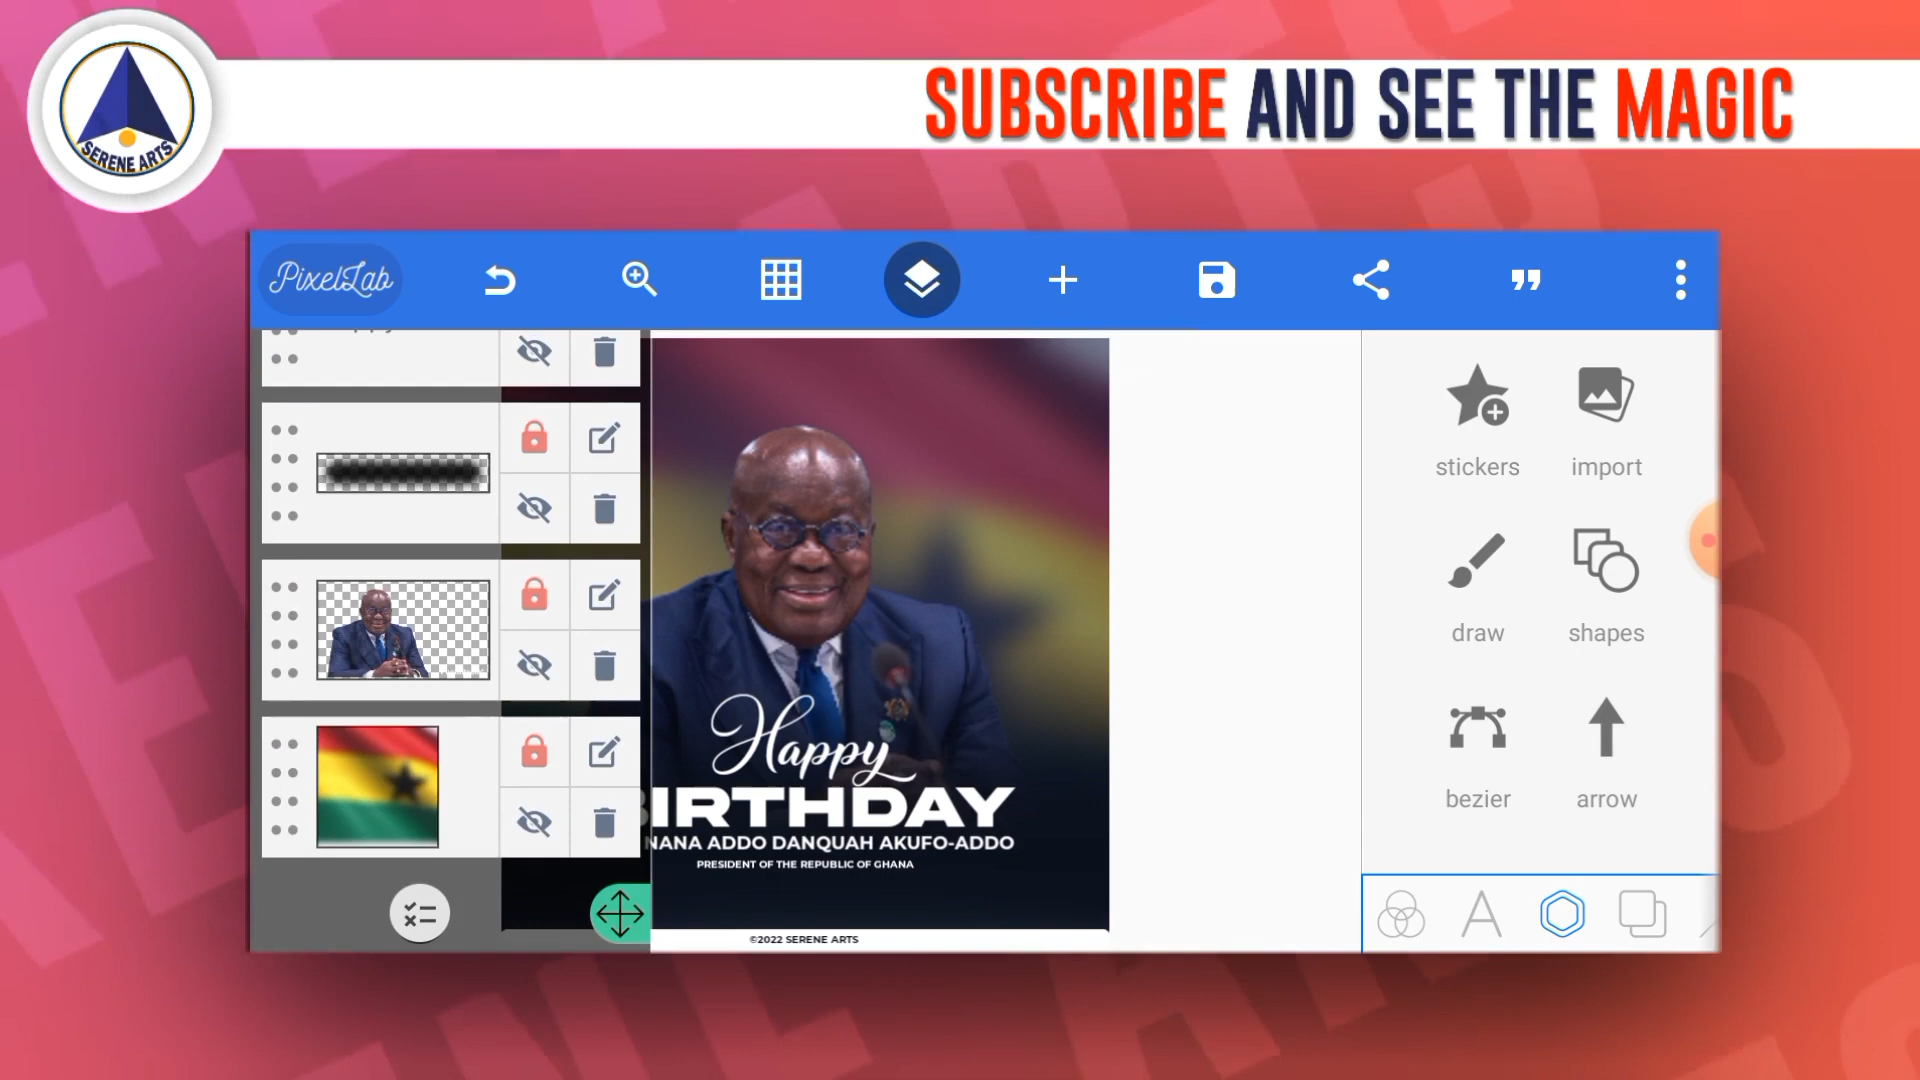 SUBSCRIBE AND SEE THE MAGIC
SERENE ARTS
PixelLab
stickers
import
draw
shapes
bezier
arrow
Happy
BIRTHDAY
NANA ADDO DANQUAH AKUFO-ADDO
PRESIDENT OF THE REPUBLIC OF GHANA
©2022 SERENE ARTS